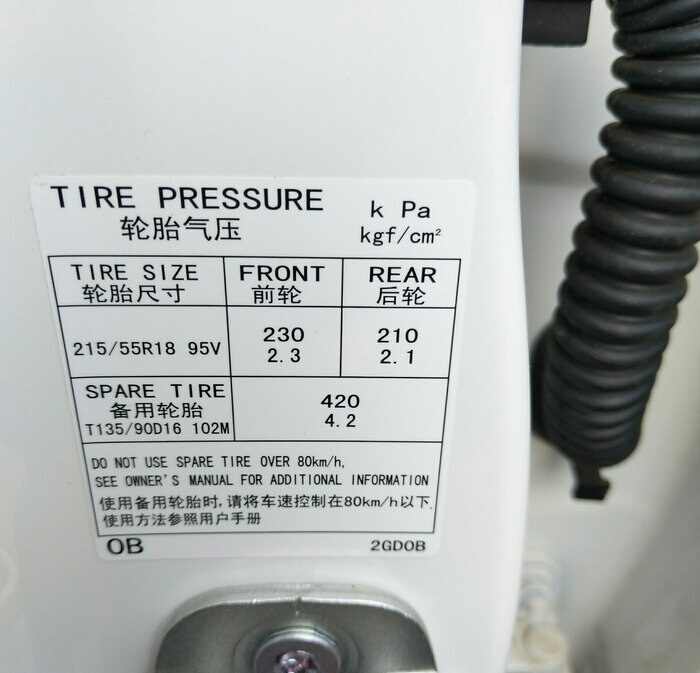 TIRE PRESSURE k Pa
轮胎气压 kgf/cm²
TIRE SIZE FRONT REAR
轮胎尺寸 前轮 后轮
215/55R18 95V 230 210
2.3 2.1
SPARE TIRE 420
备用轮胎 4.2
T135/90D16 102M
DO NOT USE SPARE TIRE OVER 80km/h,
SEE OWNER'S MANUAL FOR ADDITIONAL INFORMATION
使用备用轮胎时,请将车速控制在80km/h以下.
使用方法参照用户手册
0B 2GD0B